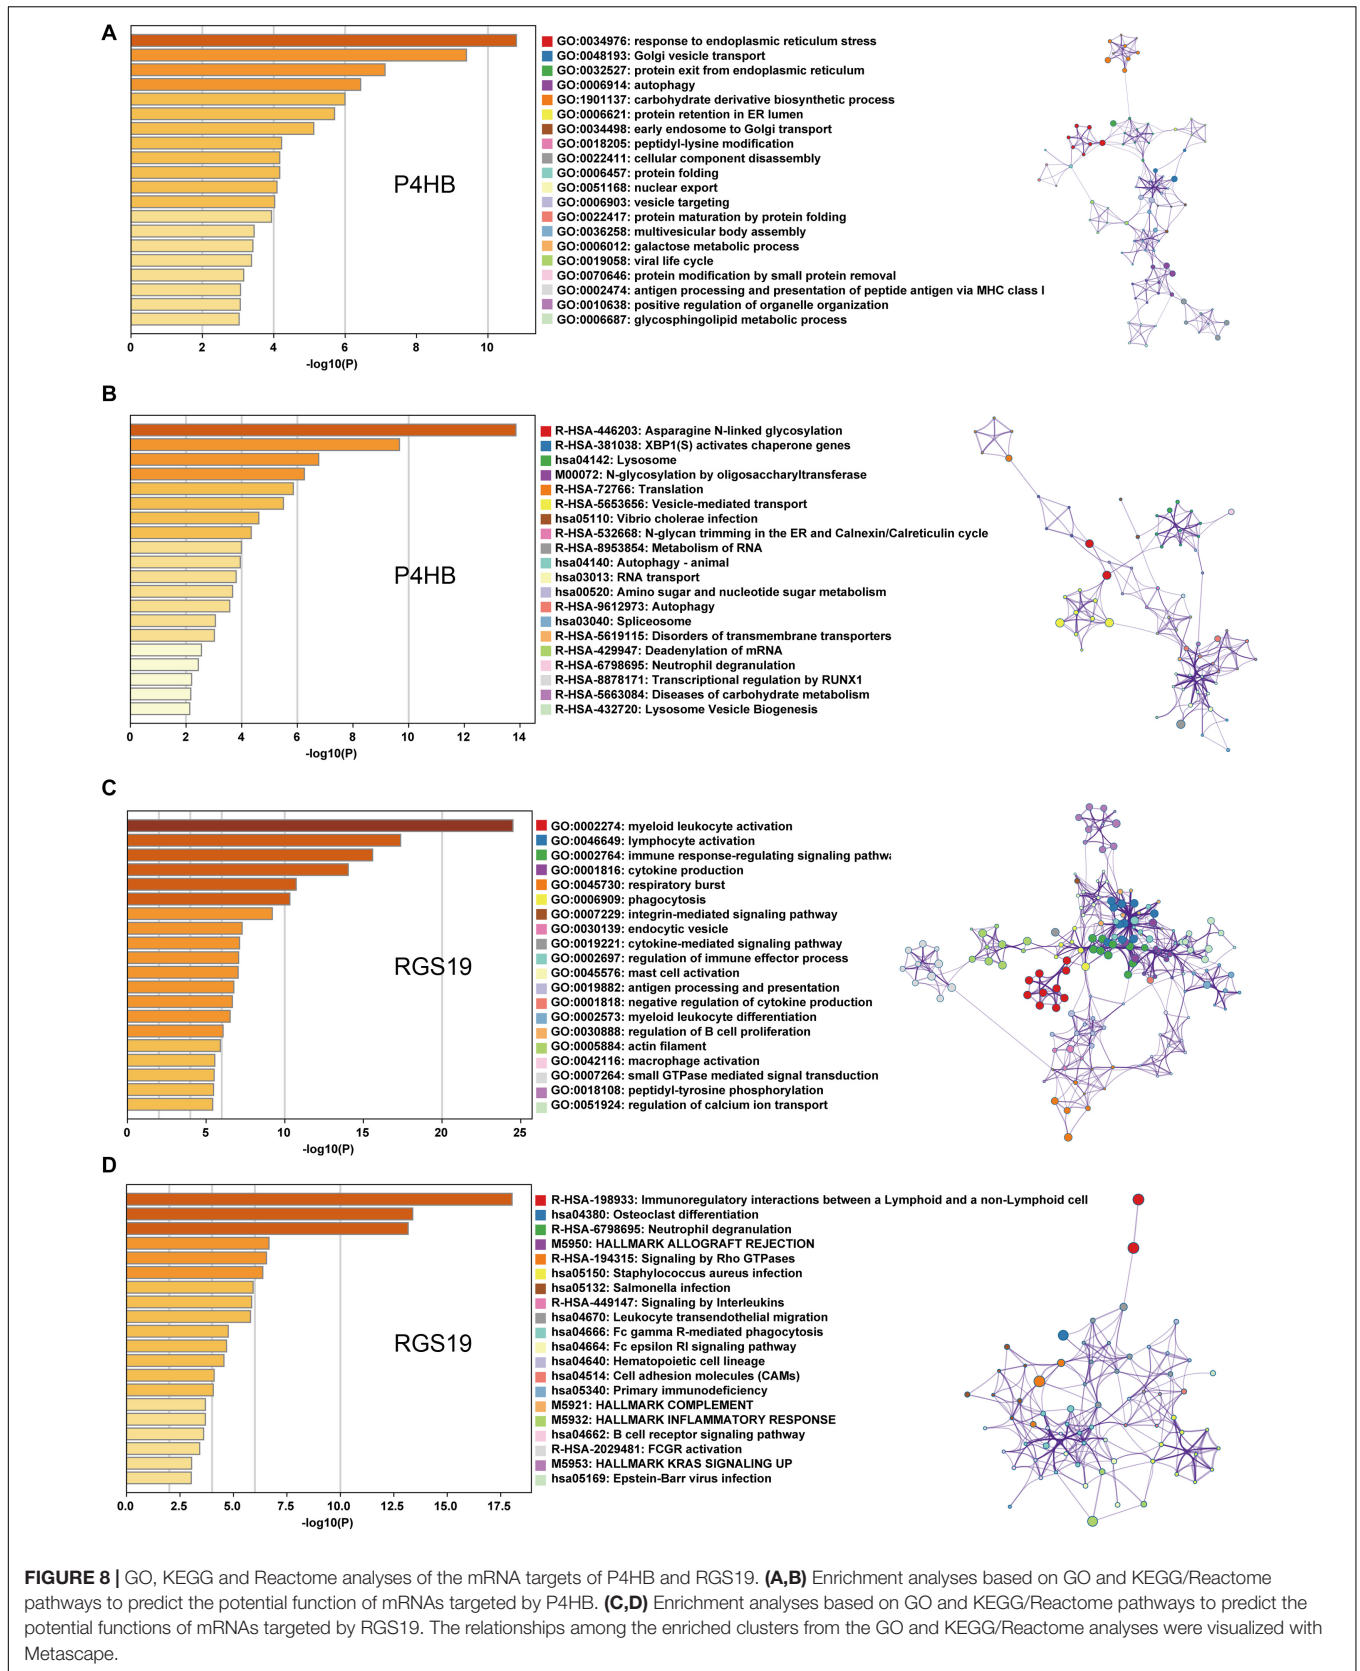 A
GO:0034976: response to endoplasmic reticulum stress
GO:0048193: Golgi vesicle transport
GO:0032527: protein exit from endoplasmic reticulum
GO:0006914: autophagy
GO:1901137: carbohydrate derivative biosynthetic process
GO:0006621: protein retention in ER lumen
GO:0034498: early endosome to Golgi transport
GO:0018205: peptidyl-lysine modification
GO:0022411: cellular component disassembly
GO:0006457: protein folding
P4HB
GO:0051168: nuclear export
GO:0006903: vesicle targeting
GO:0022417: protein maturation by protein folding
GO:0036258: multivesicular body assembly
GO:0006012: galactose metabolic process
GO:0019058: viral life cycle
GO:0070646: protein modification by small protein removal
GO:0002474: antigen processing and presentation of peptide antigen via MHC class I
GO:0010638: positive regulation of organelle organization
GO:0006687: glycosphingolipid metabolic process
0 2 4 6 8 10
-log10(P)
B
R-HSA-446203: Asparagine N-linked glycosylation
R-HSA-381038: XBP1(S) activates chaperone genes
hsa04142: Lysosome
M00072: N-glycosylation by oligosaccharyltransferase
R-HSA-72766: Translation
R-HSA-5653656: Vesicle-mediated transport
hsa05110: Vibrio cholerae infection
R-HSA-532668: N-glycan trimming in the ER and Calnexin/Calreticulin cycle
R-HSA-8953854: Metabolism of RNA
hsa04140: Autophagy - animal
P4HB
hsa03013: RNA transport
hsa00520: Amino sugar and nucleotide sugar metabolism
R-HSA-9612973: Autophagy
hsa03040: Spliceosome
R-HSA-5619115: Disorders of transmembrane transporters
R-HSA-429947: Deadenylation of mRNA
R-HSA-6798695: Neutrophil degranulation
R-HSA-8878171: Transcriptional regulation by RUNX1
R-HSA-5663084: Diseases of carbohydrate metabolism
R-HSA-432720: Lysosome Vesicle Biogenesis
0 2 4 6 8 10 12 14
-log10(P)
C
GO:0002274: myeloid leukocyte activation
GO:0046649: lymphocyte activation
GO:0002764: immune response-regulating signaling pathwa
GO:0001816: cytokine production
GO:0045730: respiratory burst
GO:0006909: phagocytosis
GO:0007229: integrin-mediated signaling pathway
GO:0030139: endocytic vesicle
GO:0019221: cytokine-mediated signaling pathway
GO:0002697: regulation of immune effector process
RGS19
GO:0045576: mast cell activation
GO:0019882: antigen processing and presentation
GO:0001818: negative regulation of cytokine production
GO:0002573: myeloid leukocyte differentiation
GO:0030888: regulation of B cell proliferation
GO:0005884: actin filament
GO:0042116: macrophage activation
GO:0007264: small GTPase mediated signal transduction
GO:0018108: peptidyl-tyrosine phosphorylation
GO:0051924: regulation of calcium ion transport
0 5 10 15 20 25
-log10(P)
D
R-HSA-198933: Immunoregulatory interactions between a Lymphoid and a non-Lymphoid cell
hsa04380: Osteoclast differentiation
R-HSA-6798695: Neutrophil degranulation
M5950: HALLMARK ALLOGRAFT REJECTION
R-HSA-194315: Signaling by Rho GTPases
hsa05150: Staphylococcus aureus infection
hsa05132: Salmonella infection
R-HSA-449147: Signaling by Interleukins
hsa04670: Leukocyte transendothelial migration
hsa04666: Fc gamma R-mediated phagocytosis
RGS19
hsa04664: Fc epsilon RI signaling pathway
hsa04640: Hematopoietic cell lineage
hsa04514: Cell adhesion molecules (CAMs)
hsa05340: Primary immunodeficiency
M5921: HALLMARK COMPLEMENT
M5932: HALLMARK INFLAMMATORY RESPONSE
hsa04662: B cell receptor signaling pathway
R-HSA-2029481: FCGR activation
M5953: HALLMARK KRAS SIGNALING UP
hsa05169: Epstein-Barr virus infection
0.0 2.5 5.0 7.5 10.0 12.5 15.0 17.5
-log10(P)
FIGURE 8 | GO, KEGG and Reactome analyses of the mRNA targets of P4HB and RGS19. (A,B) Enrichment analyses based on GO and KEGG/Reactome
pathways to predict the potential function of mRNAs targeted by P4HB. (C,D) Enrichment analyses based on GO and KEGG/Reactome pathways to predict the
potential functions of mRNAs targeted by RGS19. The relationships among the enriched clusters from the GO and KEGG/Reactome analyses were visualized with
Metascape.